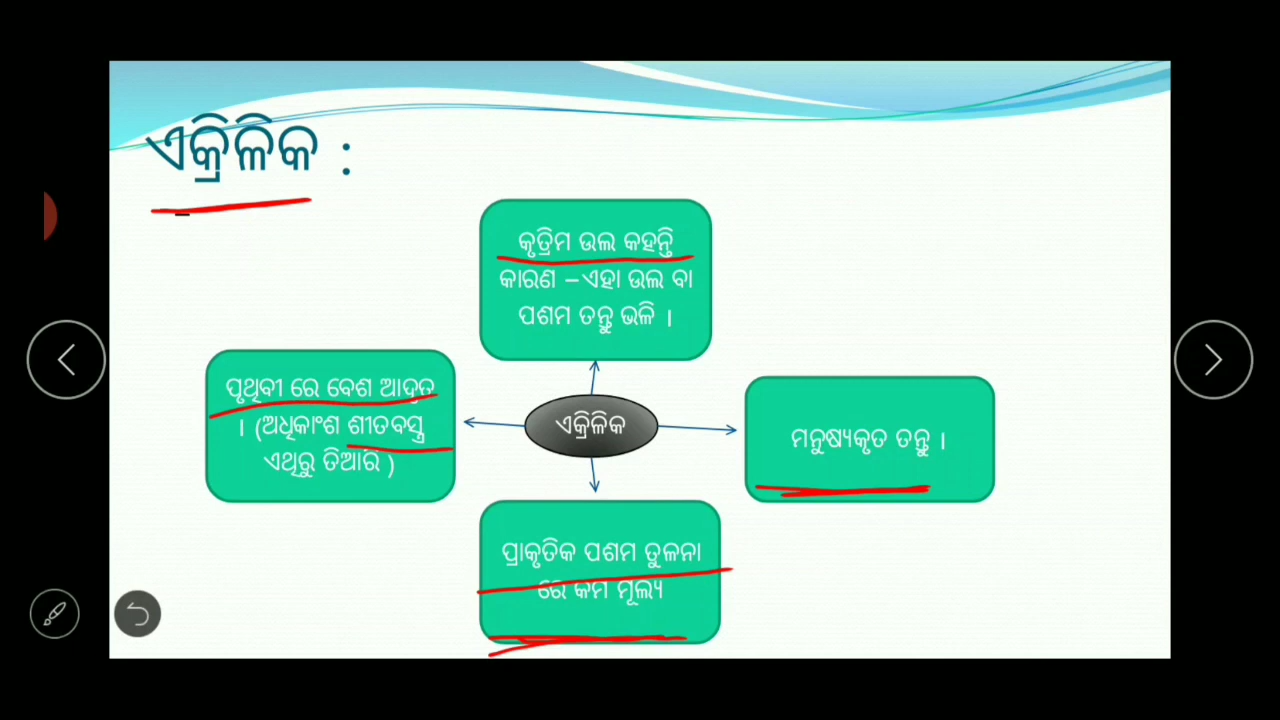 ଏକ୍ରିଳିକ :
କୃତ୍ରିମ ଉଲ କହନ୍ତି
କାରଣ –ଏହା ଉଲ ବା
ପଶମ ତନ୍ତୁ ଭଳି ।
ପୃଥିବୀ ରେ ବେଶ ଆଦୃତ
। (ଅଧିକାଂଶ ଶୀତବସ୍ତ୍ର
ଏଥିରୁ ତିଆରି )
ଏକ୍ରିଳିକ
ମନୁଷ୍ୟକୃତ ତନ୍ତୁ ।
ପ୍ରାକୃତିକ ପଶମ ତୁଳନା
ରେ କମ ମୂଲ୍ୟ